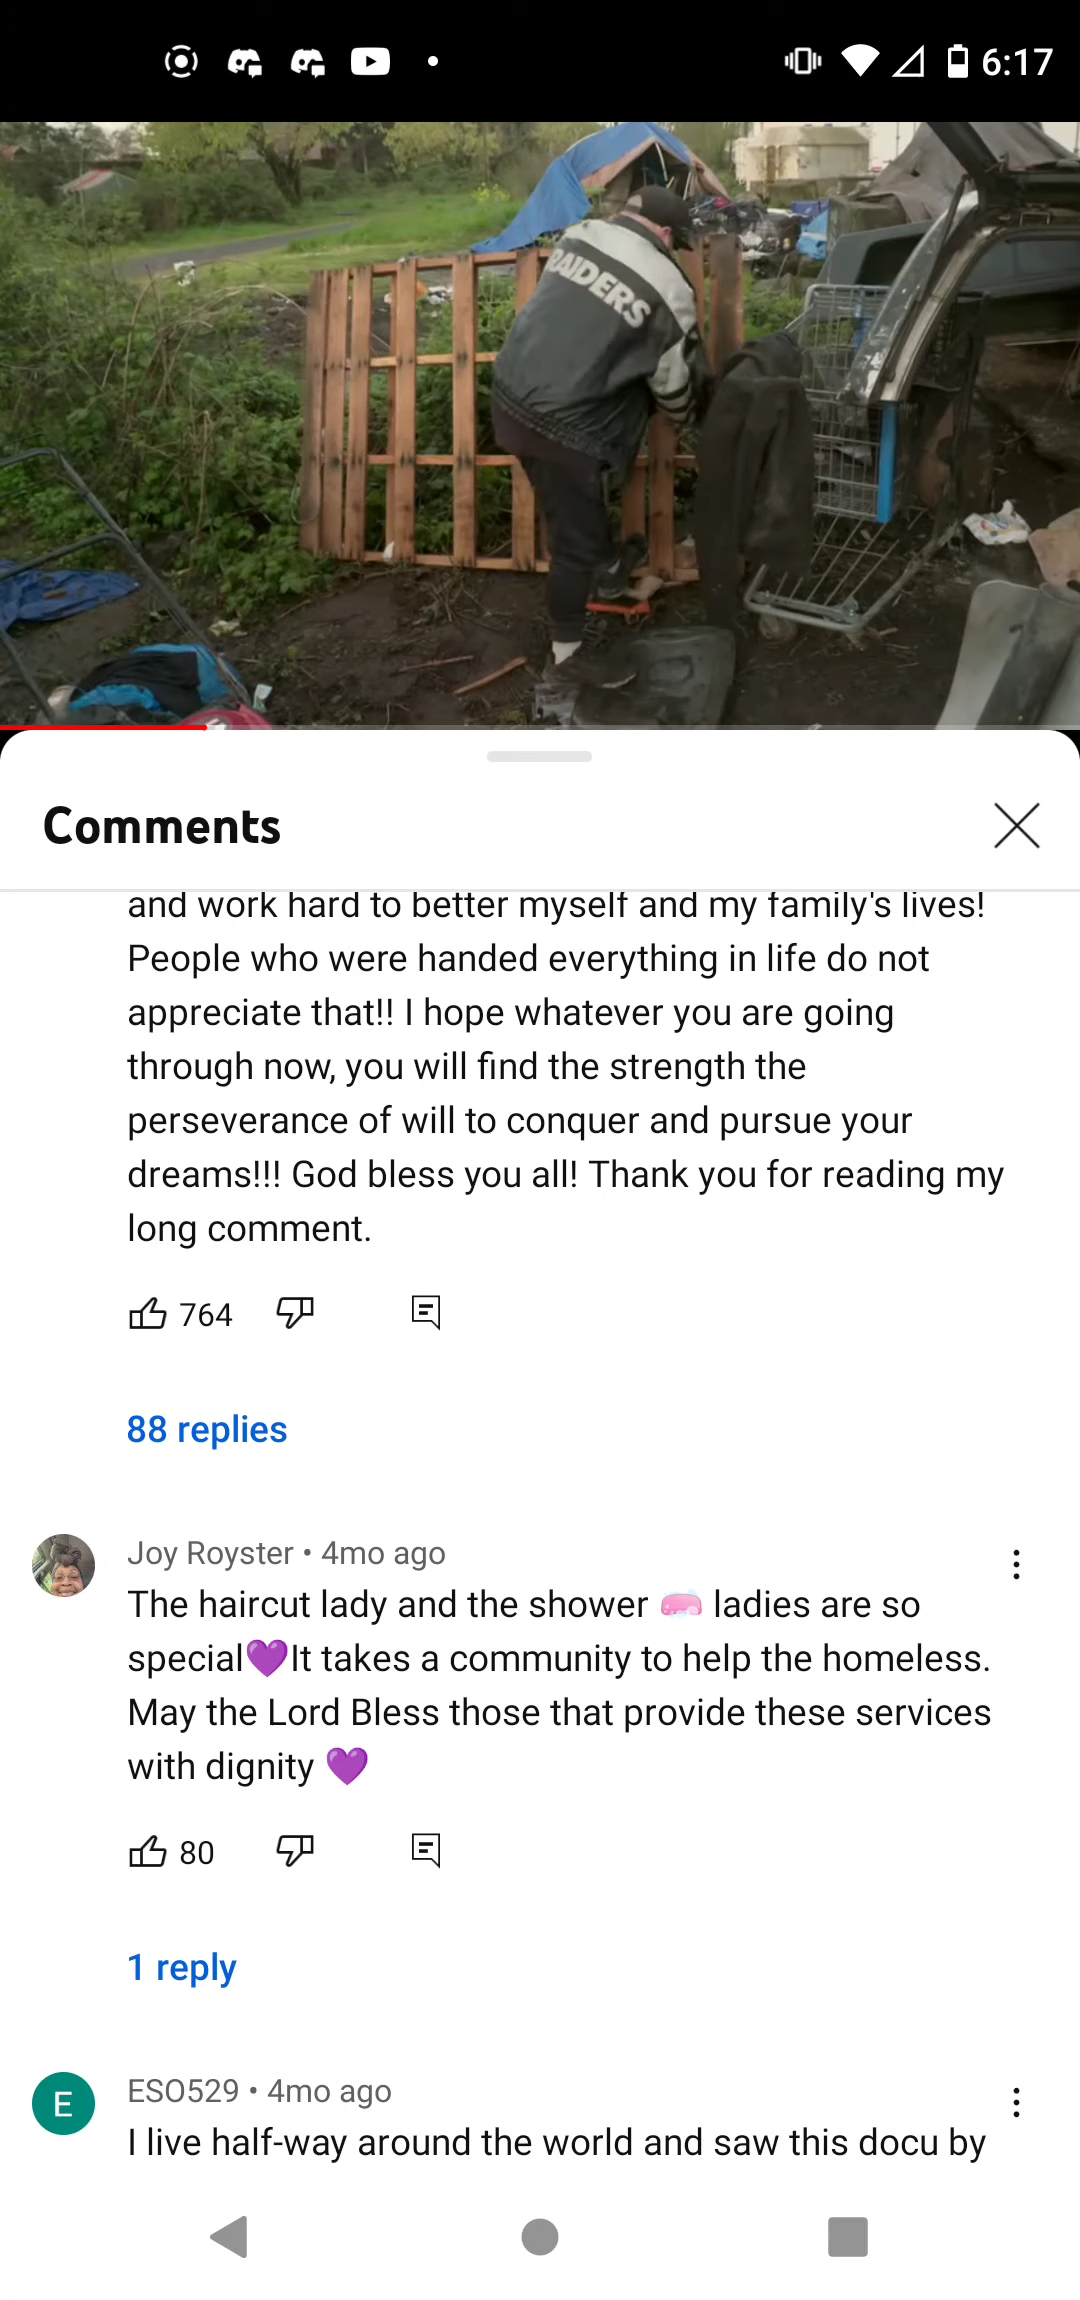 6:17
RAIDERS
Comments
and work hard to better myself and my family's lives!
People who were handed everything in life do not
appreciate that!! I hope whatever you are going
through now, you will find the strength the
perseverance of will to conquer and pursue your
dreams!!! God bless you all! Thank you for reading my
long comment.
764
88 replies
Joy Royster • 4mo ago
The haircut lady and the shower 🧼 ladies are so
special💜It takes a community to help the homeless.
May the Lord Bless those that provide these services
with dignity 💜
80
1 reply
E
ESO529 • 4mo ago
I live half-way around the world and saw this docu by